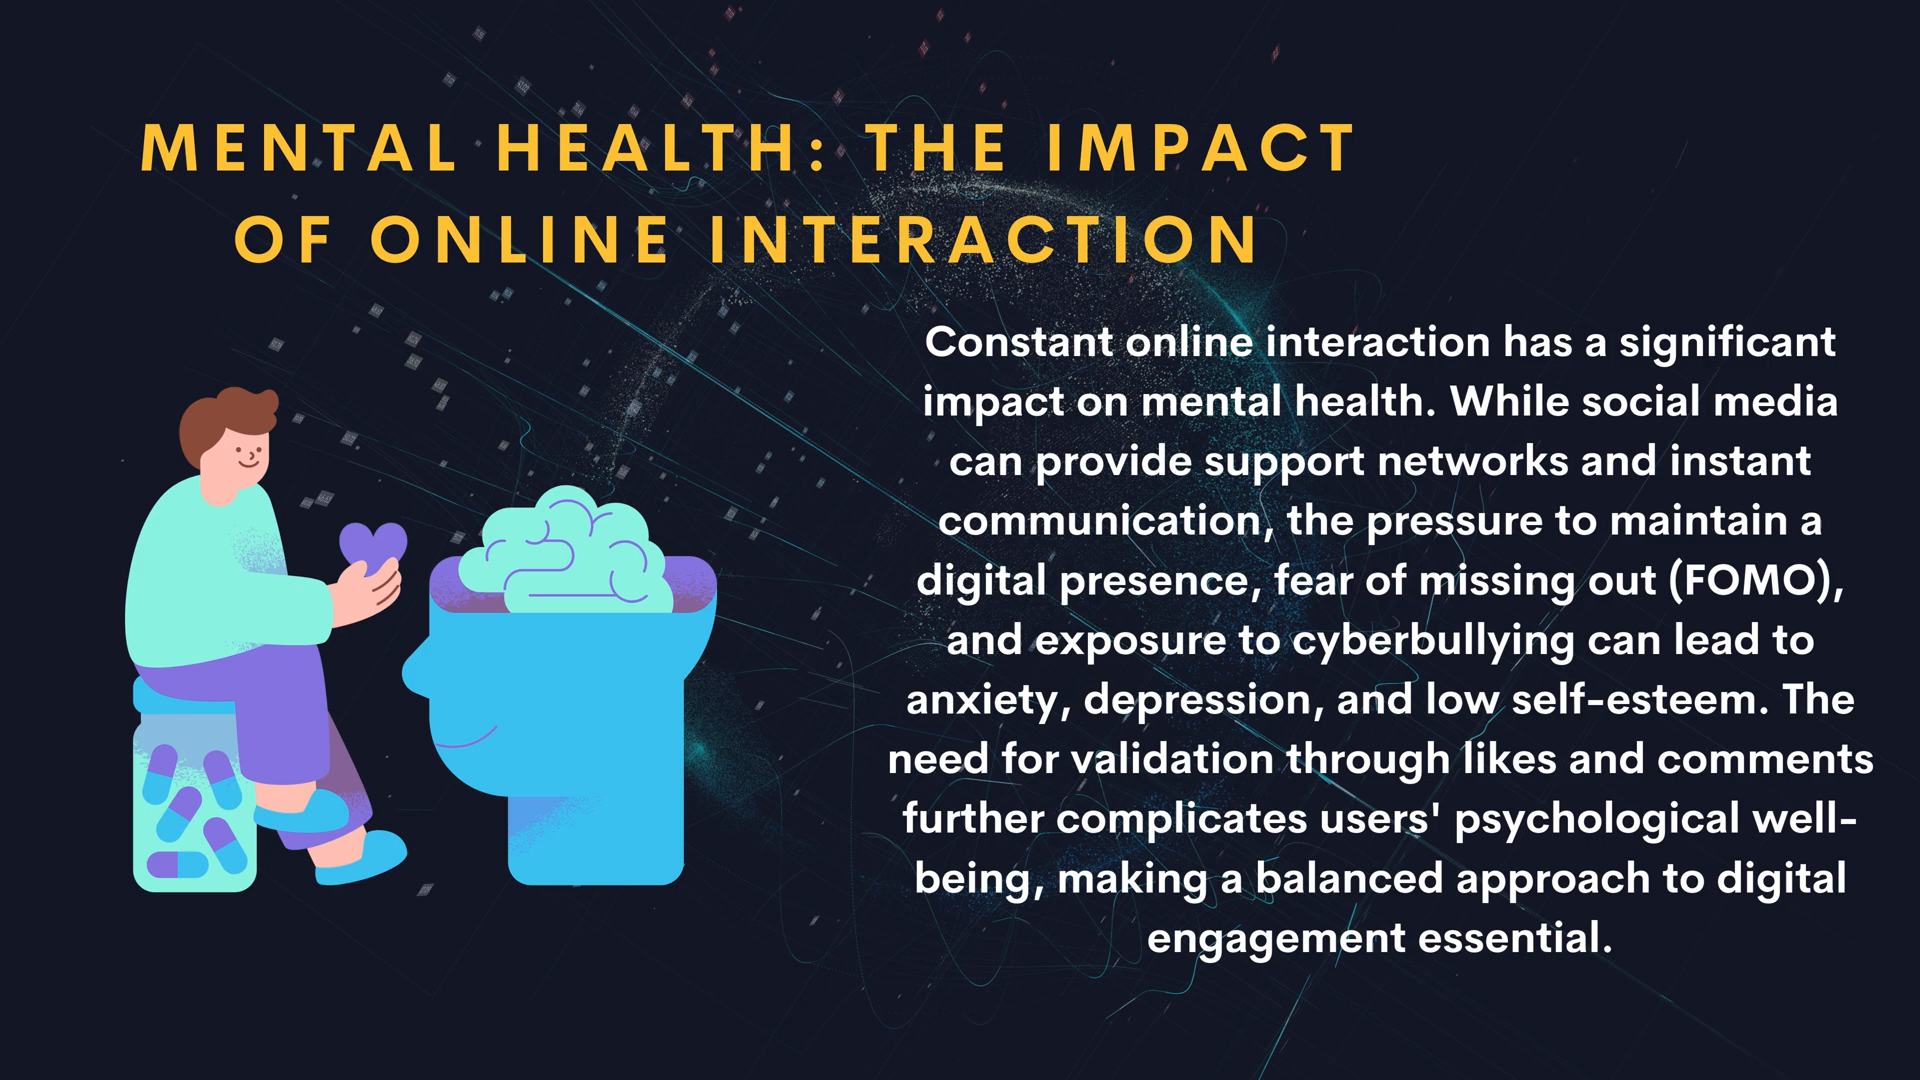 MENTAL HEALTH: THE IMPACT
OF ONLINE INTERACTION
Constant online interaction has a significant
impact on mental health. While social media
can provide support networks and instant
communication, the pressure to maintain a
digital presence, fear of missing out (FOMO),
and exposure to cyberbullying can lead to
anxiety, depression, and low self-esteem. The
need for validation through likes and comments
further complicates users' psychological well-
being, making a balanced approach to digital
engagement essential.